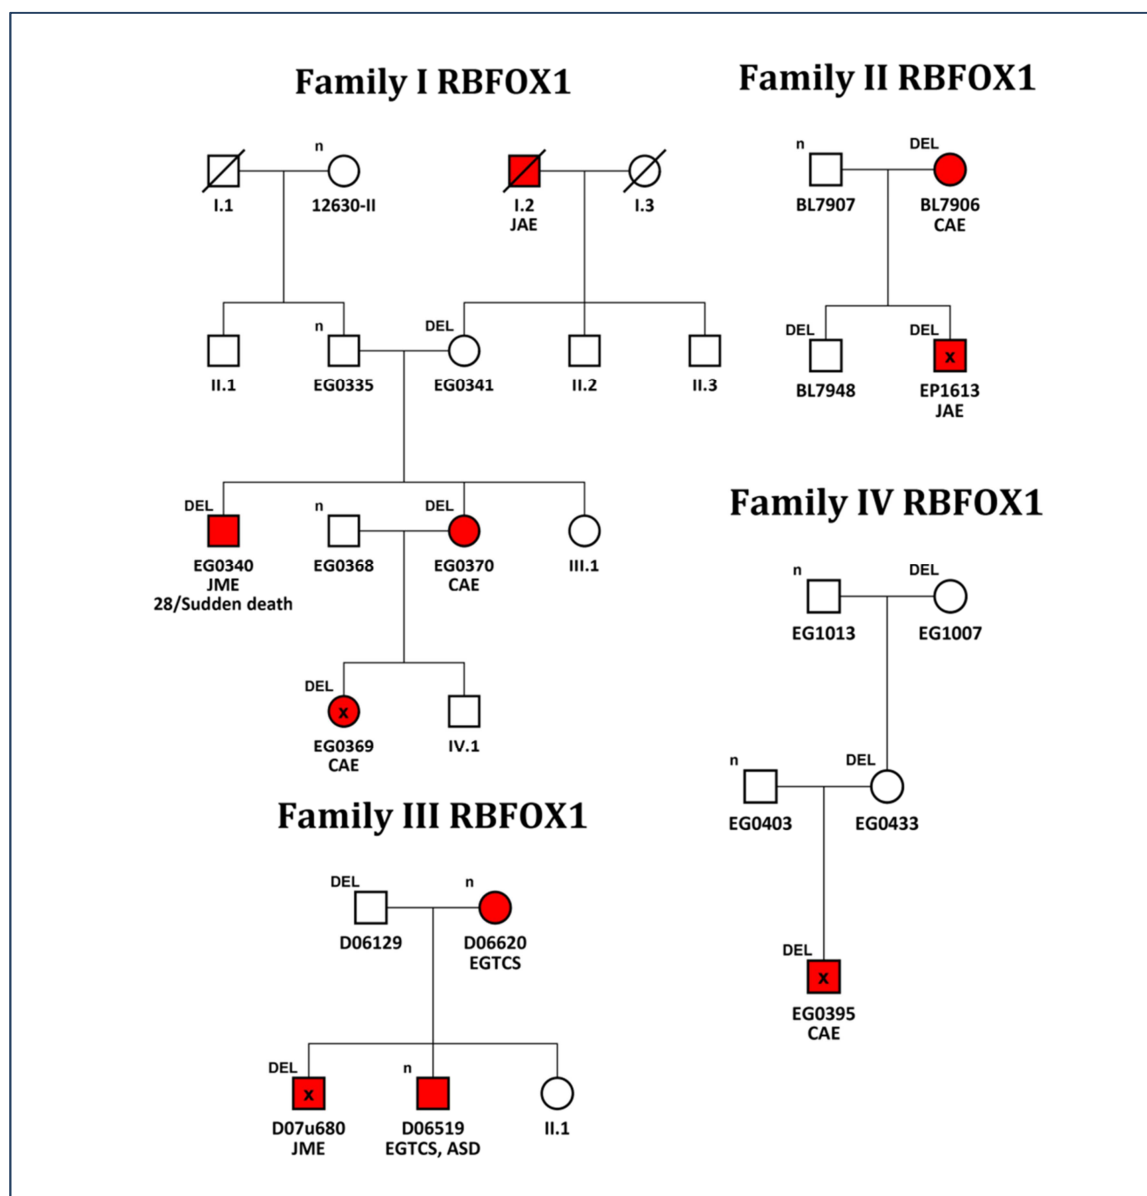 Family I RBFOX1
n
I.1
12630-II
I.2
JAE
I.3
n
DEL
II.1
EG0335
EG0341
II.2
II.3
DEL
n
DEL
EG0340
JME
28/Sudden death
EG0368
EG0370
CAE
III.1
DEL
x
EG0369
CAE
IV.1
Family II RBFOX1
n
DEL
BL7907
BL7906
CAE
DEL
DEL
x
BL7948
EP1613
JAE
Family III RBFOX1
DEL
n
D06129
D06620
EGTCS
DEL
n
x
D07u680
JME
D06519
EGTCS, ASD
II.1
Family IV RBFOX1
n
DEL
EG1013
EG1007
n
DEL
EG0403
EG0433
DEL
x
EG0395
CAE